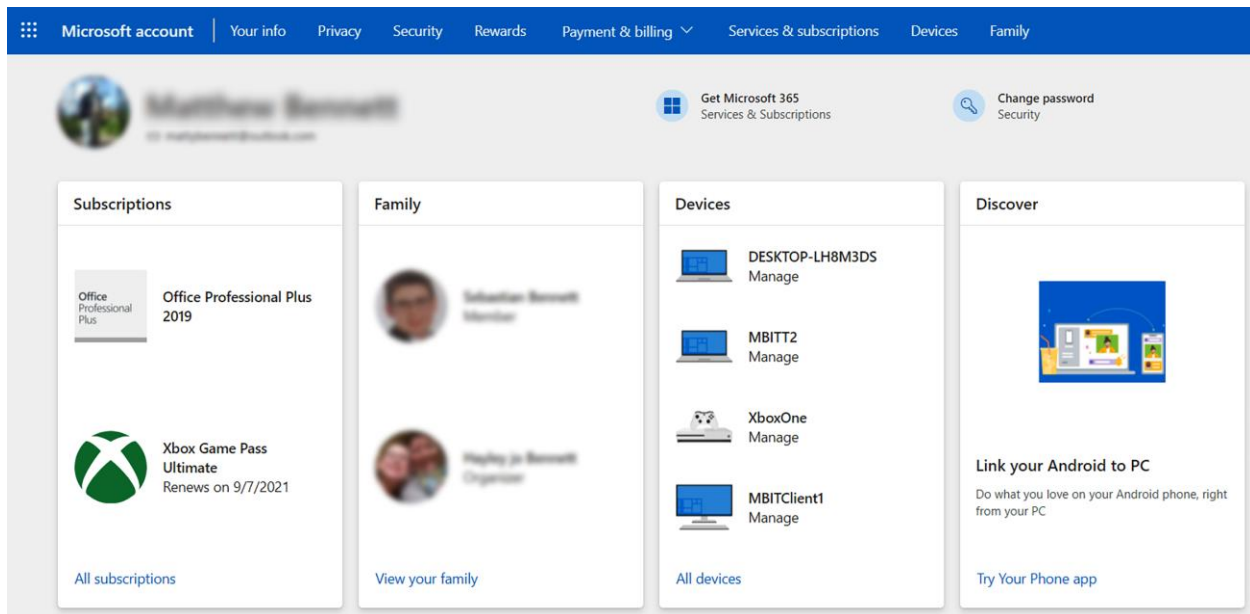 Microsoft account
Your info
Privacy
Security
Rewards
Payment & billing
Services & subscriptions
Devices
Family
Get Microsoft 365
Services & Subscriptions
Change password
Security
Subscriptions
Office
Professional
Plus
Office Professional Plus
2019
Xbox Game Pass
Ultimate
Renews on 9/7/2021
All subscriptions
Family
View your family
Devices
DESKTOP-LH8M3DS
Manage
MBITT2
Manage
XboxOne
Manage
MBITClient1
Manage
All devices
Discover
Link your Android to PC
Do what you love on your Android phone, right
from your PC
Try Your Phone app